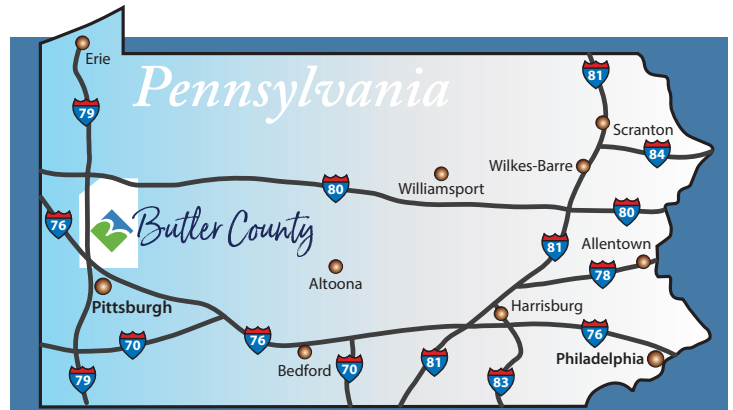 Erie
81
Pennsylvania
79
Scranton
84
Wilkes-Barre
Williamsport
80
80
76
Butler County
81
Allentown
78
Altoona
Pittsburgh
Harrisburg
70
76
76
Bedford
70
81
Philadelphia
79
83